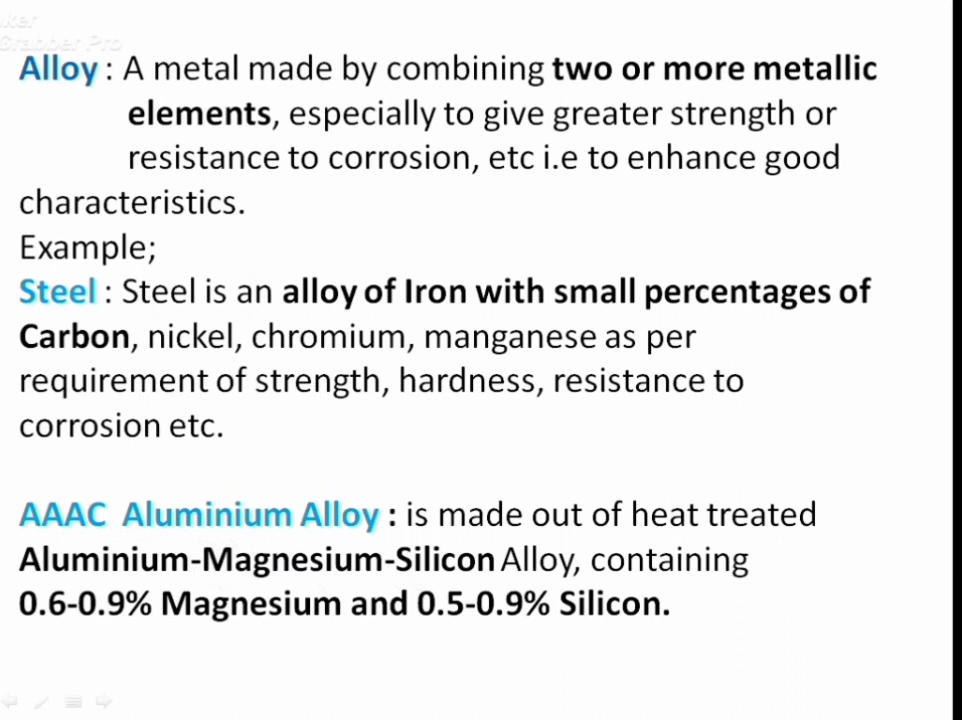 Grabber Pro
Alloy : A metal made by combining two or more metallic
elements, especially to give greater strength or
resistance to corrosion, etc i.e to enhance good
characteristics.
Example;
Steel : Steel is an alloy of Iron with small percentages of
Carbon, nickel, chromium, manganese as per
requirement of strength, hardness, resistance to
corrosion etc.
AAAC Aluminium Alloy : is made out of heat treated
Aluminium-Magnesium-Silicon Alloy, containing
0.6-0.9% Magnesium and 0.5-0.9% Silicon.